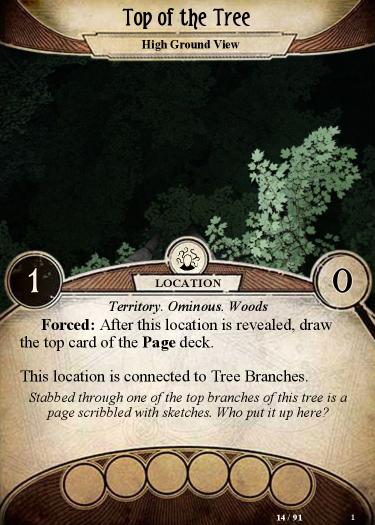 Top of the Tree
High Ground View
1
LOCATION
0
Territory. Ominous. Woods
Forced: After this location is revealed, draw
the top card of the Page deck.
This location is connected to Tree Branches.
Stabbed through one of the top branches of this tree is a
page scribbled with sketches. Who put it up here?
14 / 91
1